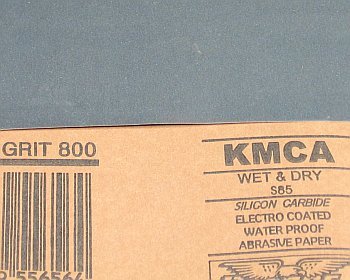 GRIT 800
KMCA
WET & DRY
S85
SILICON CARBIDE
ELECTRO COATED
WATER PROOF
ABRASIVE PAPER